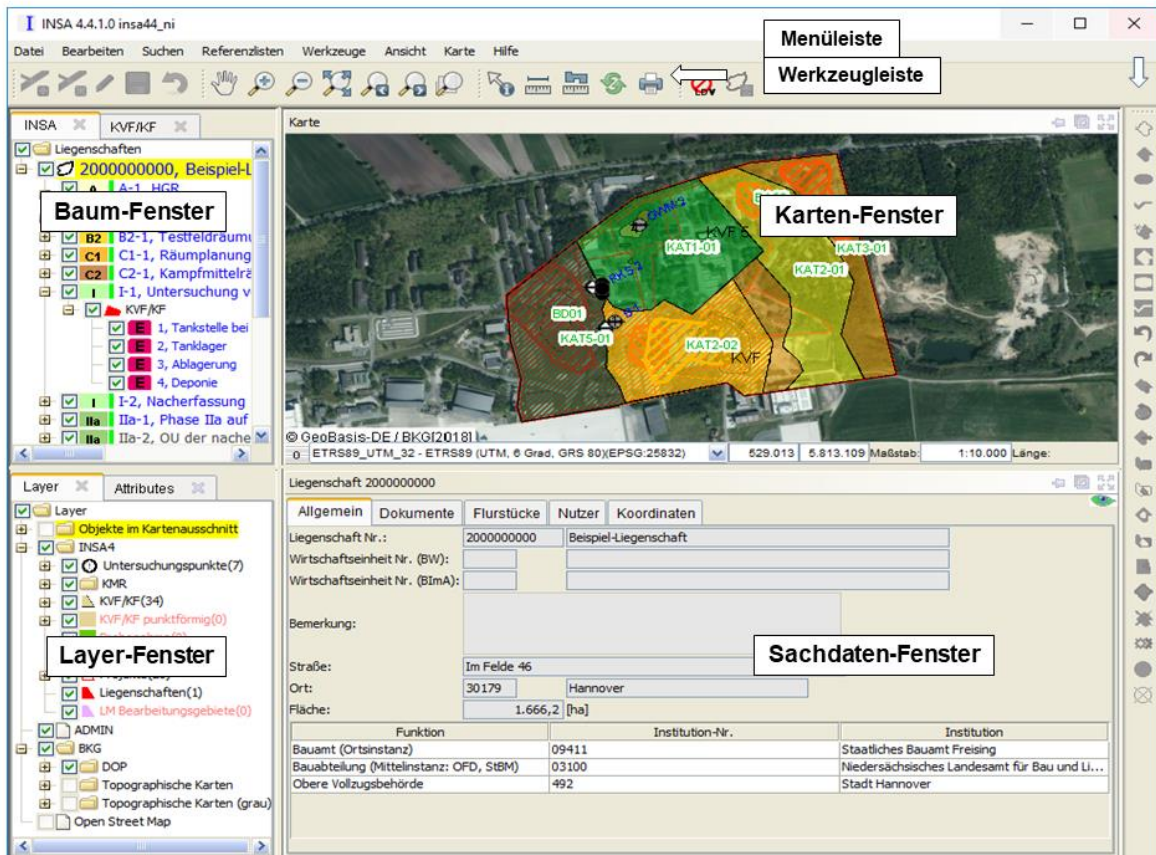 INSA 4.4.1.0 insa44_ni
Datei Bearbeiten Suchen Referenzlisten Werkzeuge Ansicht Karte Hilfe
Menüleiste
Werkzeugleiste
INSA KVF/KF
Liegenschaften
2000000000, Beispiel-L
A A-1, HGR
Baum-Fenster
B2 B2-1, Testfeldräumu
C1 C1-1, Räumplanung
C2 C2-1, Kampfmittelrä
I I-1, Untersuchung v
KVF/KF
E 1, Tankstelle bei
E 2, Tanklager
E 3, Ablagerung
E 4, Deponie
I I-2, Nacherfassung
IIa IIa-1, Phase IIa auf
IIa IIa-2, OU der nache
Karte
Karten-Fenster
GWM-2
KVF 5
KAT1-01
KAT3-01
KAT2-01
RKS-2
BD01
KAT5-01
KAT2-02
KVF
© GeoBasis-DE / BKG[2018]
0 ETRS89_UTM_32 - ETRS89 (UTM, 6 Grad, GRS 80)(EPSG:25832) 529.013 5.813.109 Maßstab: 1:10.000 Länge:
Layer Attributes
Layer
Objekte im Kartenausschnitt
INSA4
Untersuchungspunkte(7)
KMR
KVF/KF(34)
KVF/KF punktförmig(0)
Layer-Fenster
Liegenschaften(1)
LM Bearbeitungsgebiete(0)
ADMIN
BKG
DOP
Topographische Karten
Topographische Karten (grau)
Open Street Map
Liegenschaft 2000000000
Allgemein Dokumente Flurstücke Nutzer Koordinaten
Liegenschaft Nr.: 2000000000 Beispiel-Liegenschaft
Wirtschaftseinheit Nr. (BW):
Wirtschaftseinheit Nr. (BImA):
Bemerkung:
Sachdaten-Fenster
Straße: Im Felde 46
Ort: 30179 Hannover
Fläche: 1.666,2 [ha]
Funktion Institution-Nr. Institution
Bauamt (Ortsinstanz) 09411 Staatliches Bauamt Freising
Bauabteilung (Mittelinstanz: OFD, StBM) 03100 Niedersächsisches Landesamt für Bau und Li...
Obere Vollzugsbehörde 492 Stadt Hannover